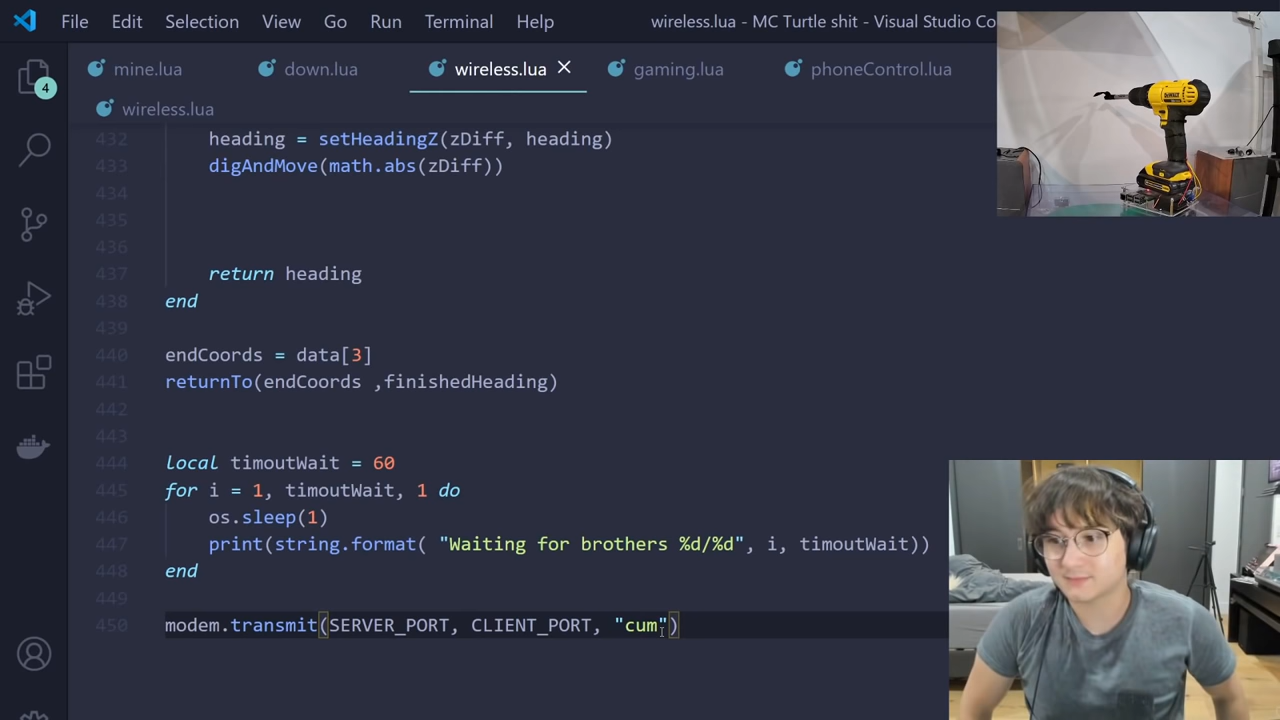 File Edit Selection View Go Run Terminal Help wireless.lua - MC Turtle shit - Visual Studio Co
mine.lua down.lua wireless.lua gaming.lua phoneControl.lua
4
wireless.lua
432 heading = setHeadingZ(zDiff, heading)
433 digAndMove(math.abs(zDiff))
434
435
436
437 return heading
438 end
439
440 endCoords = data[3]
441 returnTo(endCoords ,finishedHeading)
442
443
444 local timoutWait = 60
445 for i = 1, timoutWait, 1 do
446 os.sleep(1)
447 print(string.format( "Waiting for brothers %d/%d", i, timoutWait))
448 end
449
450 modem.transmit(SERVER_PORT, CLIENT_PORT, "cum")
DEWALT